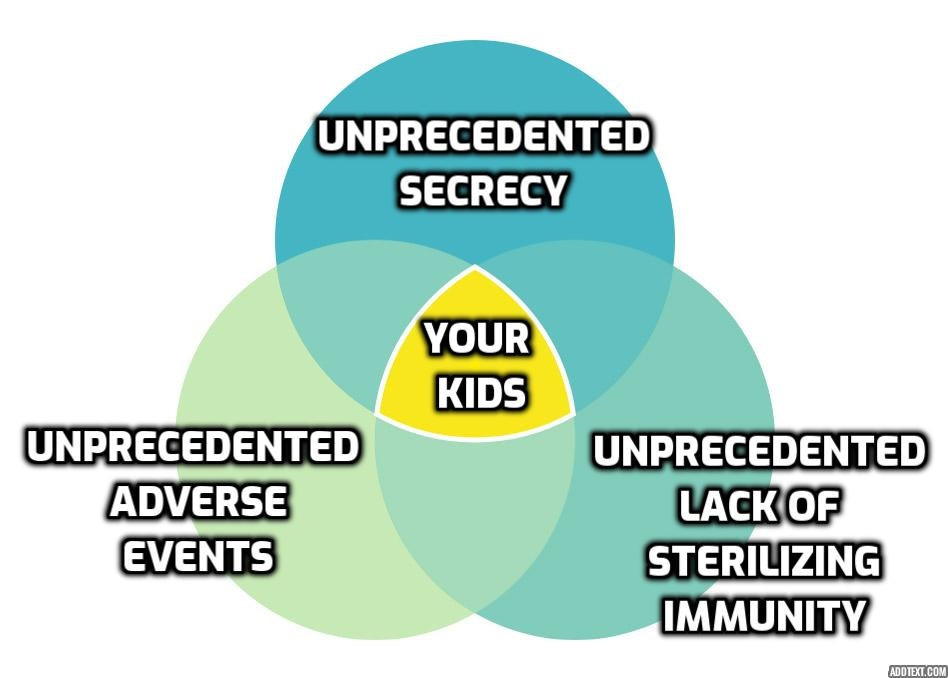 UNPRECEDENTED
SECRECY
YOUR
KIDS
UNPRECEDENTED
ADVERSE
EVENTS
UNPRECEDENTED
LACK OF
STERILIZING
IMMUNITY
ADDTEXT.COM